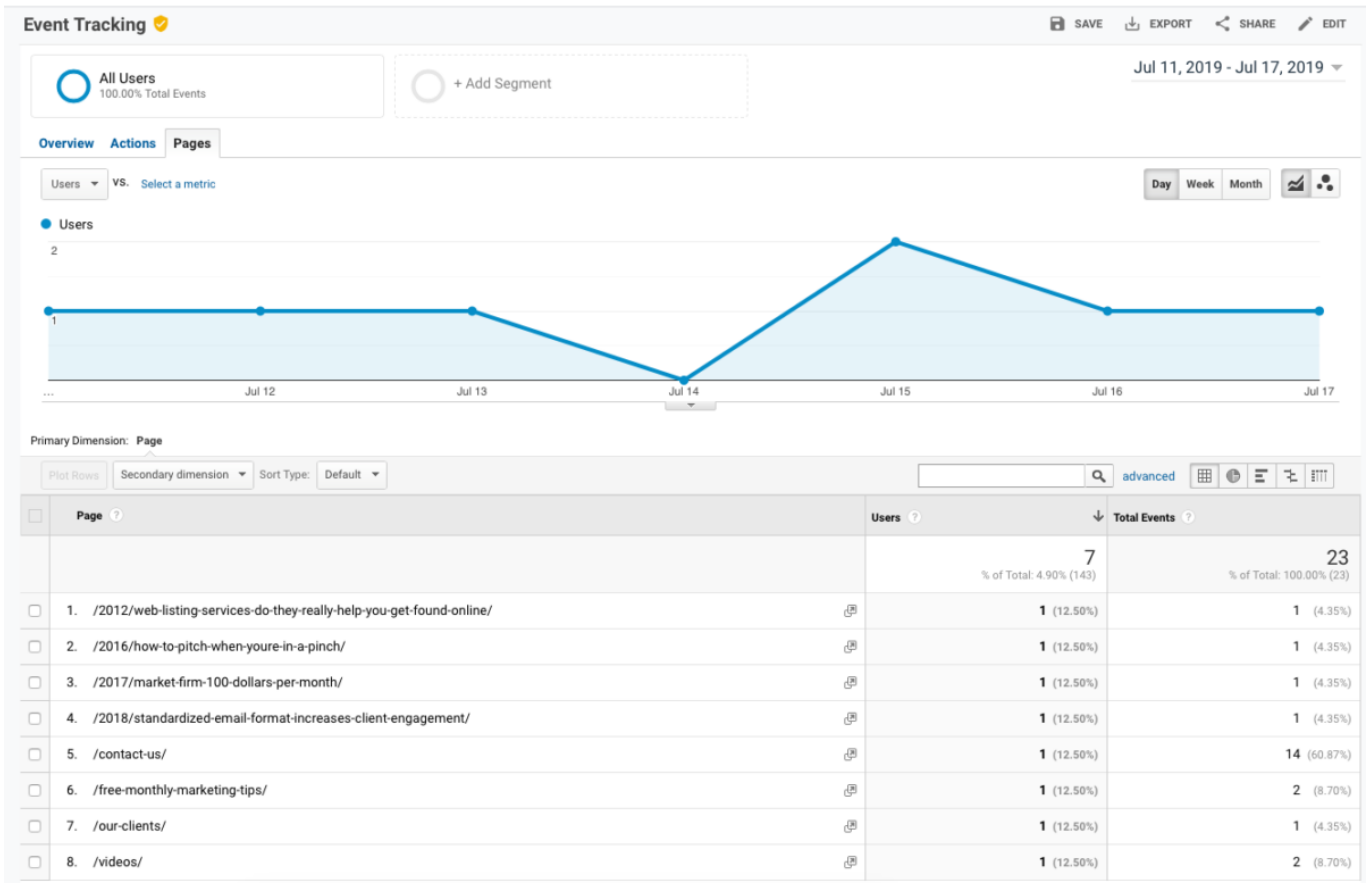 Event Tracking
SAVE EXPORT SHARE EDIT
All Users
100.00% Total Events
+ Add Segment
Jul 11, 2019 - Jul 17, 2019
Overview Actions Pages
Users VS. Select a metric
Day Week Month
Users
2
1
... Jul 12 Jul 13 Jul 14 Jul 15 Jul 16 Jul 17
Primary Dimension: Page
Plot Rows Secondary dimension Sort Type: Default advanced
Page ? Users ? Total Events ?
7 23
% of Total: 4.90% (143) % of Total: 100.00% (23)
1. /2012/web-listing-services-do-they-really-help-you-get-found-online/ 1 (12.50%) 1 (4.35%)
2. /2016/how-to-pitch-when-youre-in-a-pinch/ 1 (12.50%) 1 (4.35%)
3. /2017/market-firm-100-dollars-per-month/ 1 (12.50%) 1 (4.35%)
4. /2018/standardized-email-format-increases-client-engagement/ 1 (12.50%) 1 (4.35%)
5. /contact-us/ 1 (12.50%) 14 (60.87%)
6. /free-monthly-marketing-tips/ 1 (12.50%) 2 (8.70%)
7. /our-clients/ 1 (12.50%) 1 (4.35%)
8. /videos/ 1 (12.50%) 2 (8.70%)